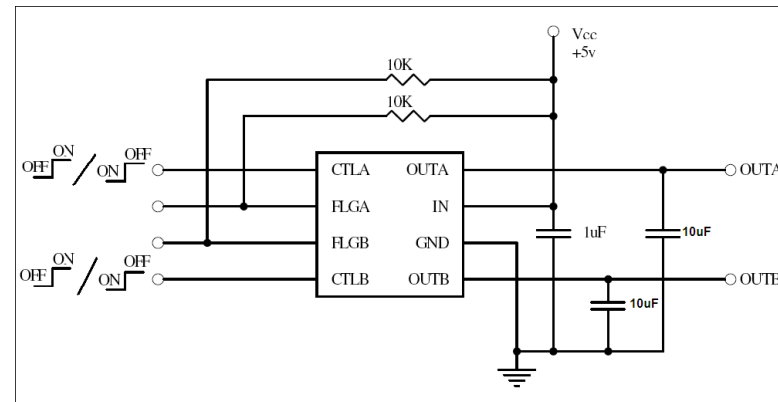 Vcc
+5v
10K
10K
OFF ON / ON OFF
CTLA OUTA
OUTA
FLGA IN
1uF
10uF
FLGB GND
OFF ON / ON OFF
CTLB OUTB
OUTB
10uF